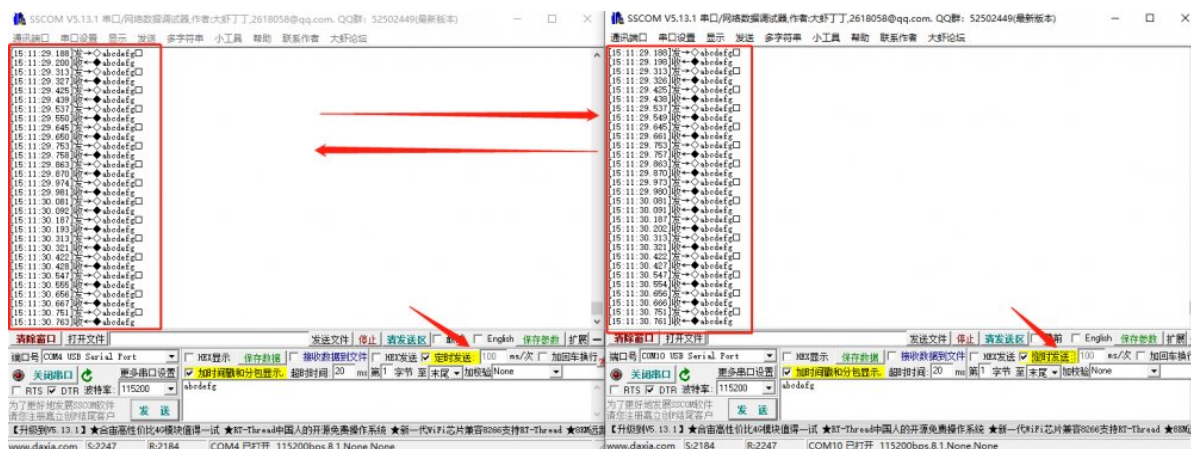 SSCOM V5.13.1 串口/网络数据调试器,作者:大虾丁丁,2618058@qq.com. QQ群: 52502449(最新版本)
通讯端口 串口设置 显示 发送 多字符串 小工具 帮助 联系作者 大虾论坛
[15:11:29.188]发→◇abcdefg□
[15:11:29.200]收←◆abcdefg
[15:11:29.313]发→◇abcdefg□
[15:11:29.327]收←◆abcdefg
[15:11:29.425]发→◇abcdefg□
[15:11:29.439]收←◆abcdefg
[15:11:29.537]发→◇abcdefg□
[15:11:29.550]收←◆abcdefg
[15:11:29.645]发→◇abcdefg□
[15:11:29.650]收←◆abcdefg
[15:11:29.753]发→◇abcdefg□
[15:11:29.758]收←◆abcdefg
[15:11:29.863]发→◇abcdefg□
[15:11:29.870]收←◆abcdefg
[15:11:29.974]发→◇abcdefg□
[15:11:29.981]收←◆abcdefg
[15:11:30.081]发→◇abcdefg□
[15:11:30.092]收←◆abcdefg
[15:11:30.187]发→◇abcdefg□
[15:11:30.193]收←◆abcdefg
[15:11:30.313]发→◇abcdefg□
[15:11:30.321]收←◆abcdefg
[15:11:30.422]发→◇abcdefg□
[15:11:30.428]收←◆abcdefg
[15:11:30.547]发→◇abcdefg□
[15:11:30.555]收←◆abcdefg
[15:11:30.656]发→◇abcdefg□
[15:11:30.667]收←◆abcdefg
[15:11:30.751]发→◇abcdefg□
[15:11:30.763]收←◆abcdefg
清除窗口 打开文件 发送文件 停止 清发送区 English 保存参数 扩展
端口号 COM4 USB Serial Port HEX显示 保存数据 接收数据到文件 HEX发送 定时发送: 100 ms/次 加回车换行
关闭串口 更多串口设置 加时间戳和分包显示, 超时时间: 20 ms 第1 字节 至 末尾 加校验 None
RTS DTR 波特率: 115200 abcdefg
为了更好地发展SSCOM软件
请您注册嘉立创F结尾客户 发 送
【升级到V5.13.1】★合宙高性价比4G模块值得一试 ★RT-Thread中国人的开源免费操作系统 ★新一代WiFi芯片兼容8266支持RT-Thread
www.daxia.com S:2247 R:2184 COM4 已打开 115200bps,8,1,None,None
SSCOM V5.13.1 串口/网络数据调试器,作者:大虾丁丁,2618058@qq.com. QQ群: 52502449(最新版本)
通讯端口 串口设置 显示 发送 多字符串 小工具 帮助 联系作者 大虾论坛
[15:11:29.188]发→◇abcdefg□
[15:11:29.198]收←◆abcdefg
[15:11:29.313]发→◇abcdefg□
[15:11:29.326]收←◆abcdefg
[15:11:29.425]发→◇abcdefg□
[15:11:29.438]收←◆abcdefg
[15:11:29.537]发→◇abcdefg□
[15:11:29.549]收←◆abcdefg
[15:11:29.645]发→◇abcdefg□
[15:11:29.661]收←◆abcdefg
[15:11:29.753]发→◇abcdefg□
[15:11:29.757]收←◆abcdefg
[15:11:29.863]发→◇abcdefg□
[15:11:29.870]收←◆abcdefg
[15:11:29.973]发→◇abcdefg□
[15:11:29.980]收←◆abcdefg
[15:11:30.081]发→◇abcdefg□
[15:11:30.091]收←◆abcdefg
[15:11:30.187]发→◇abcdefg□
[15:11:30.202]收←◆abcdefg
[15:11:30.313]发→◇abcdefg□
[15:11:30.321]收←◆abcdefg
[15:11:30.422]发→◇abcdefg□
[15:11:30.427]收←◆abcdefg
[15:11:30.547]发→◇abcdefg□
[15:11:30.554]收←◆abcdefg
[15:11:30.656]发→◇abcdefg□
[15:11:30.666]收←◆abcdefg
[15:11:30.751]发→◇abcdefg□
[15:11:30.761]收←◆abcdefg
清除窗口 打开文件 发送文件 停止 清发送区 English 保存参数 扩展
端口号 COM10 USB Serial Port HEX显示 保存数据 接收数据到文件 HEX发送 定时发送: 100 ms/次 加回车换行
关闭串口 更多串口设置 加时间戳和分包显示, 超时时间: 20 ms 第1 字节 至 末尾 加校验 None
RTS DTR 波特率: 115200 abcdefg
为了更好地发展SSCOM软件
请您注册嘉立创F结尾客户 发 送
【升级到V5.13.1】★合宙高性价比4G模块值得一试 ★RT-Thread中国人的开源免费操作系统 ★新一代WiFi芯片兼容8266支持RT-Thread
www.daxia.com S:2184 R:2247 COM10 已打开 115200bps,8,1,None,None